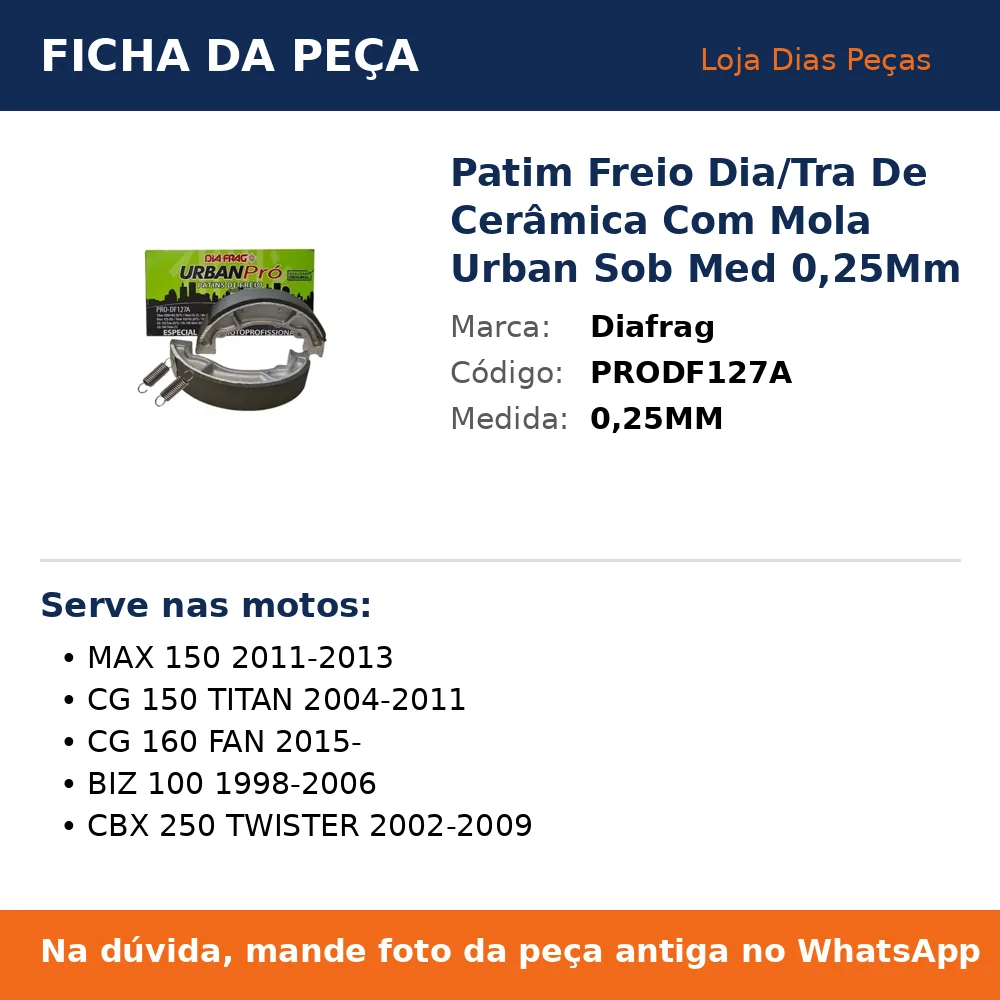 FICHA DA PEÇA
Loja Dias Peças
Patim Freio Dia/Tra De
Cerâmica Com Mola
Urban Sob Med 0,25Mm
Marca: Diafrag
Código: PRODF127A
Medida: 0,25MM
DIA-FRAG
URBANPró
PATINS DE FREIO
PRO-DF127A
ESPECIAL
MOTOPROFISSIONA
Serve nas motos:
• MAX 150 2011-2013
• CG 150 TITAN 2004-2011
• CG 160 FAN 2015-
• BIZ 100 1998-2006
• CBX 250 TWISTER 2002-2009
Na dúvida, mande foto da peça antiga no WhatsApp